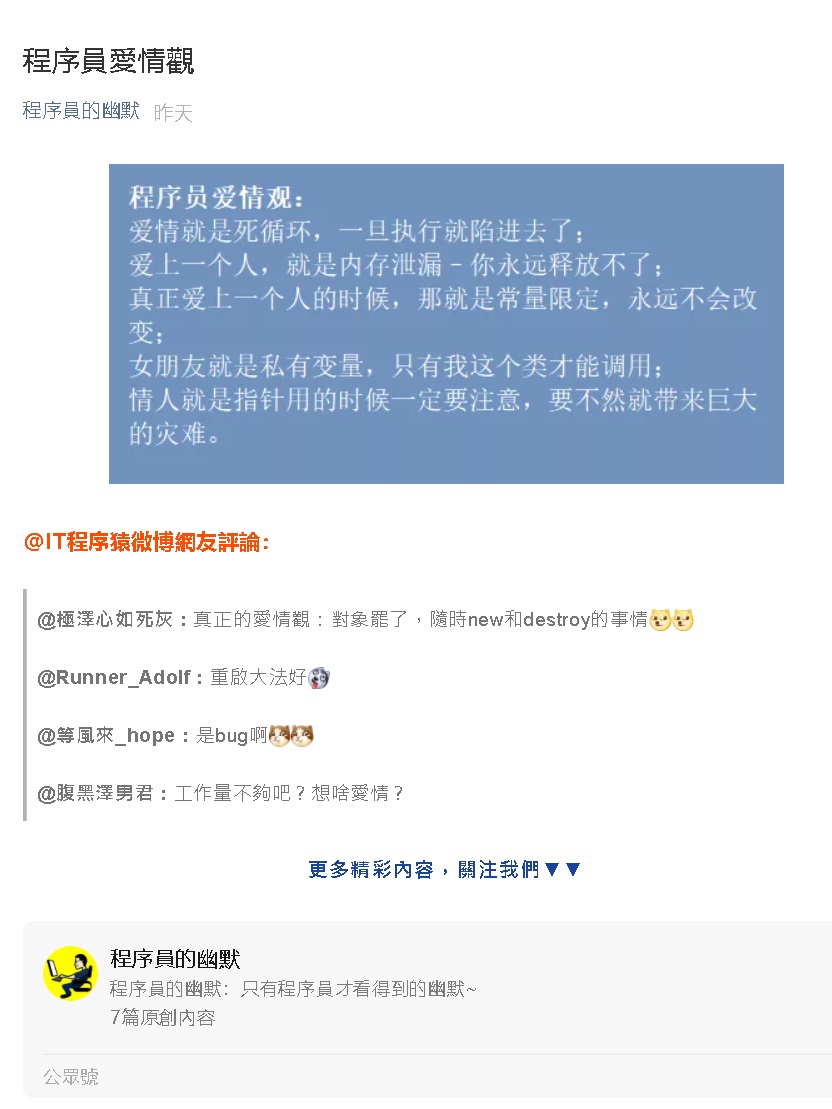 程序員愛情觀
程序員的幽默 昨天
程序员爱情观：
爱情就是死循环，一旦执行就陷进去了；
爱上一个人，就是内存泄漏－你永远释放不了；
真正爱上一个人的时候，那就是常量限定，永远不会改
变；
女朋友就是私有变量，只有我这个类才能调用；
情人就是指针用的时候一定要注意，要不然就带来巨大
的灾难。
@IT程序猿微博網友評論：
@極澤心如死灰：真正的愛情觀：對象罷了，隨時new和destroy的事情
@Runner_Adolf：重啟大法好
@等風來_hope：是bug啊
@腹黑澤男君：工作量不夠吧？想啥愛情？
更多精彩內容，關注我們▼▼
程序員的幽默
程序員的幽默：只有程序員才看得到的幽默~
7篇原創內容
公眾號